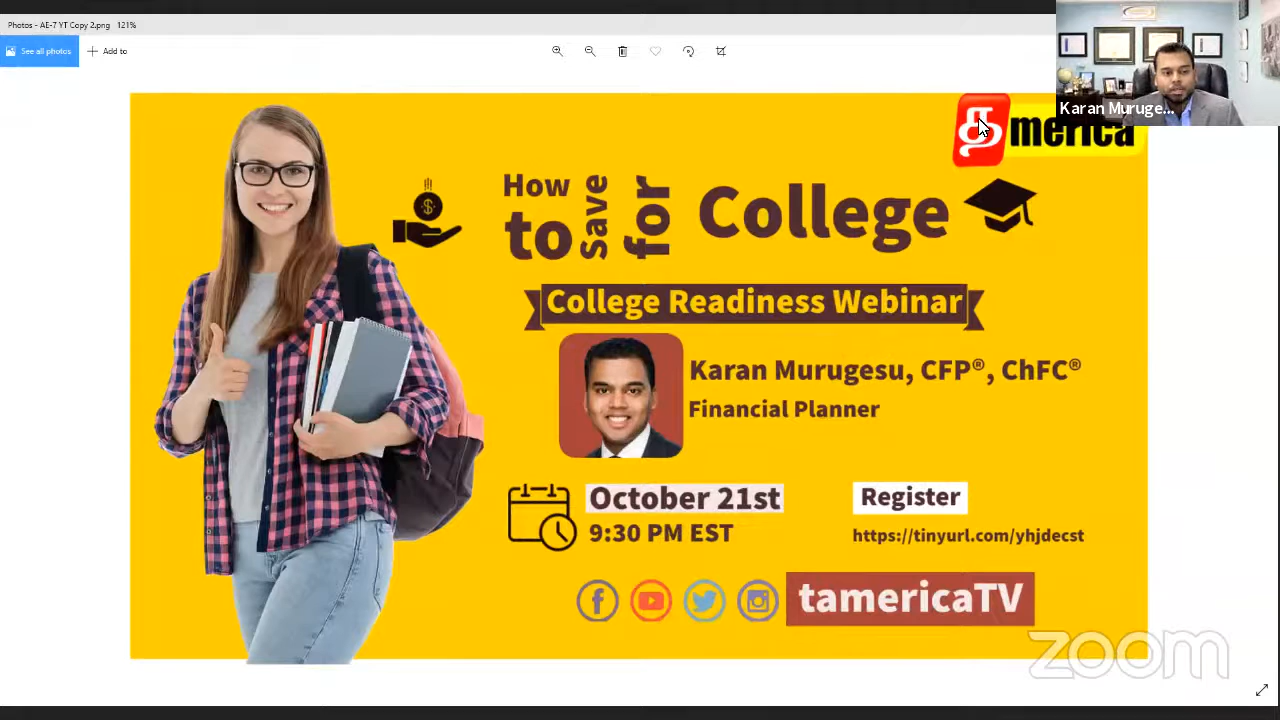 Photos - AE-7 YT Copy 2.png 121%
See all photos
Add to
Karan Muruge...
merica
How to Save for College
College Readiness Webinar
Karan Murugesu, CFP®, ChFC®
Financial Planner
October 21st
Register
9:30 PM EST
https://tinyurl.com/yhjdecst
tamericaTV
zoom